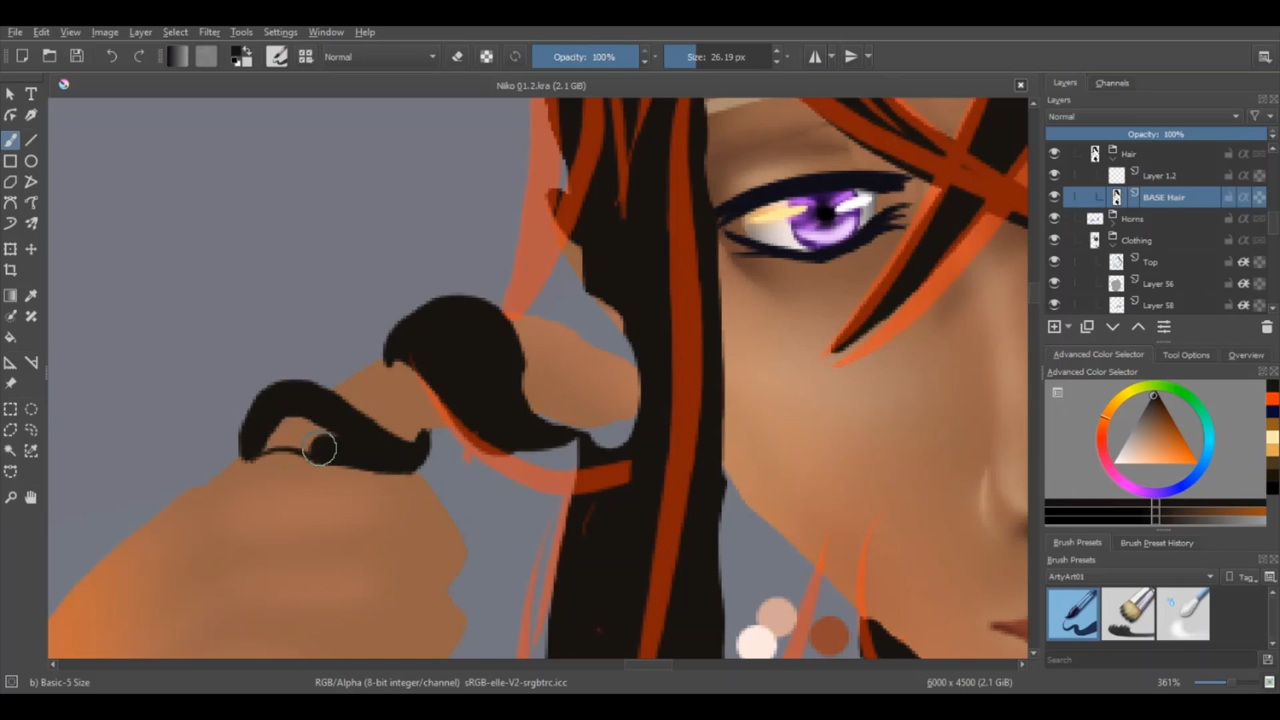 File Edit View Image Layer Select Filter Tools Settings Window Help
Normal Opacity: 100% Size: 26.19 px
Niko 01.2.kra (2.1 GiB)
Layers Channels
Layers
Normal
Opacity: 100%
Hair
Layer 1.2
BASE Hair
Horns
Clothing
Top
Layer 56
Layer 58
Advanced Color Selector Tool Options Overview
Advanced Color Selector
Brush Presets Brush Preset History
Brush Presets
ArtyArt01 Tag
Search
b) Basic-5 Size RGB/Alpha (8-bit integer/channel) sRGB-elle-V2-srgbtrc.icc 6000 x 4500 (2.1 GiB) 361%